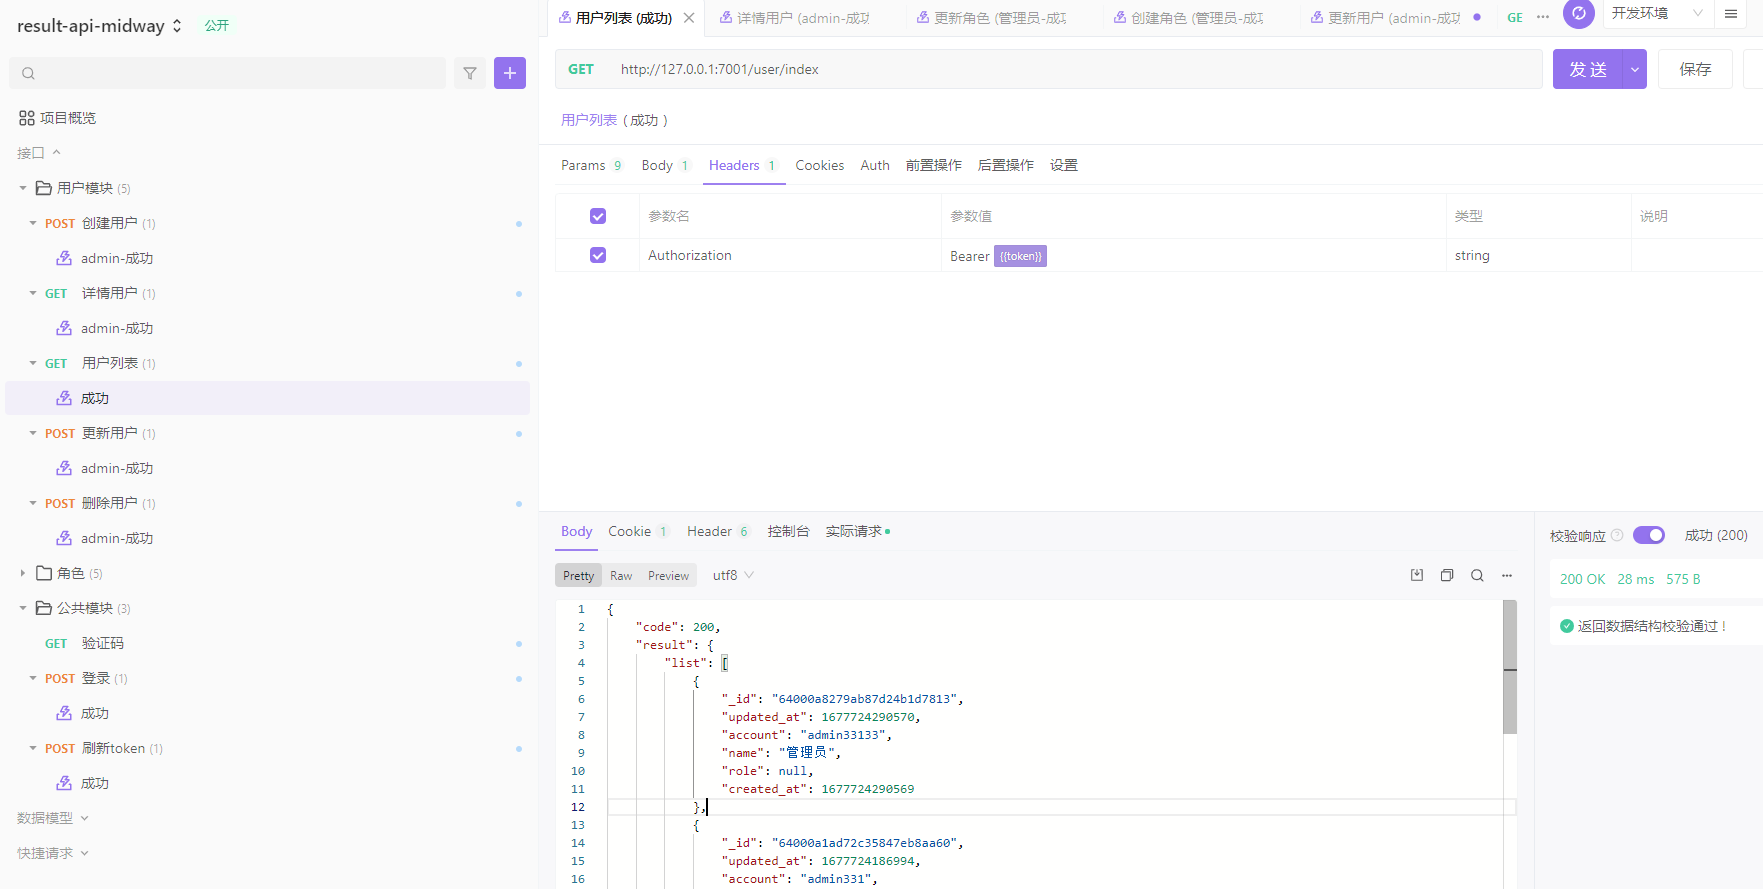 result-api-midway 公开
项目概览
接口
用户模块 (5)
POST 创建用户 (1)
admin-成功
GET 详情用户 (1)
admin-成功
GET 用户列表 (1)
成功
POST 更新用户 (1)
admin-成功
POST 删除用户 (1)
admin-成功
角色 (5)
公共模块 (3)
GET 验证码
POST 登录 (1)
成功
POST 刷新token (1)
成功
数据模型
快捷请求
用户列表 (成功) 详情用户 (admin-成功 更新角色 (管理员-成功 创建角色 (管理员-成功 更新用户 (admin-成功 GE ··· 开发环境
GET http://127.0.0.1:7001/user/index 发 送 保存
用户列表 ( 成功 )
Params 9 Body 1 Headers 1 Cookies Auth 前置操作 后置操作 设置
参数名 参数值 类型 说明
Authorization Bearer {{token}} string
Body Cookie 1 Header 6 控制台 实际请求
Pretty Raw Preview utf8
1 {
2 "code": 200,
3 "result": {
4 "list": [
5 {
6 "_id": "64000a8279ab87d24b1d7813",
7 "updated_at": 1677724290570,
8 "account": "admin33133",
9 "name": "管理员",
10 "role": null,
11 "created_at": 1677724290569
12 },
13 {
14 "_id": "64000a1ad72c35847eb8aa60",
15 "updated_at": 1677724186994,
16 "account": "admin331",
校验响应 成功 (200)
200 OK 28 ms 575 B
返回数据结构校验通过！